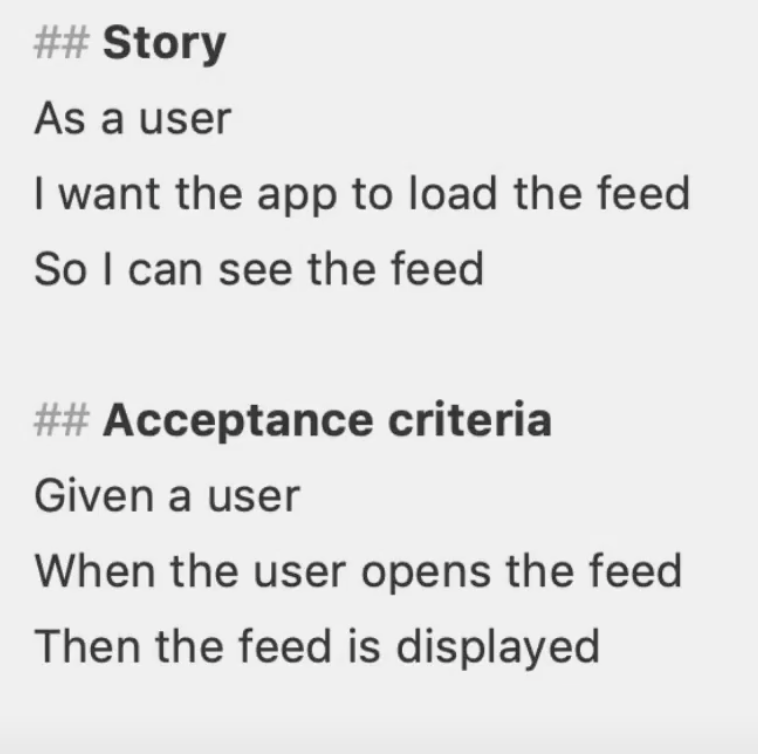 ## Story
As a user
I want the app to load the feed
So I can see the feed
## Acceptance criteria
Given a user
When the user opens the feed
Then the feed is displayed